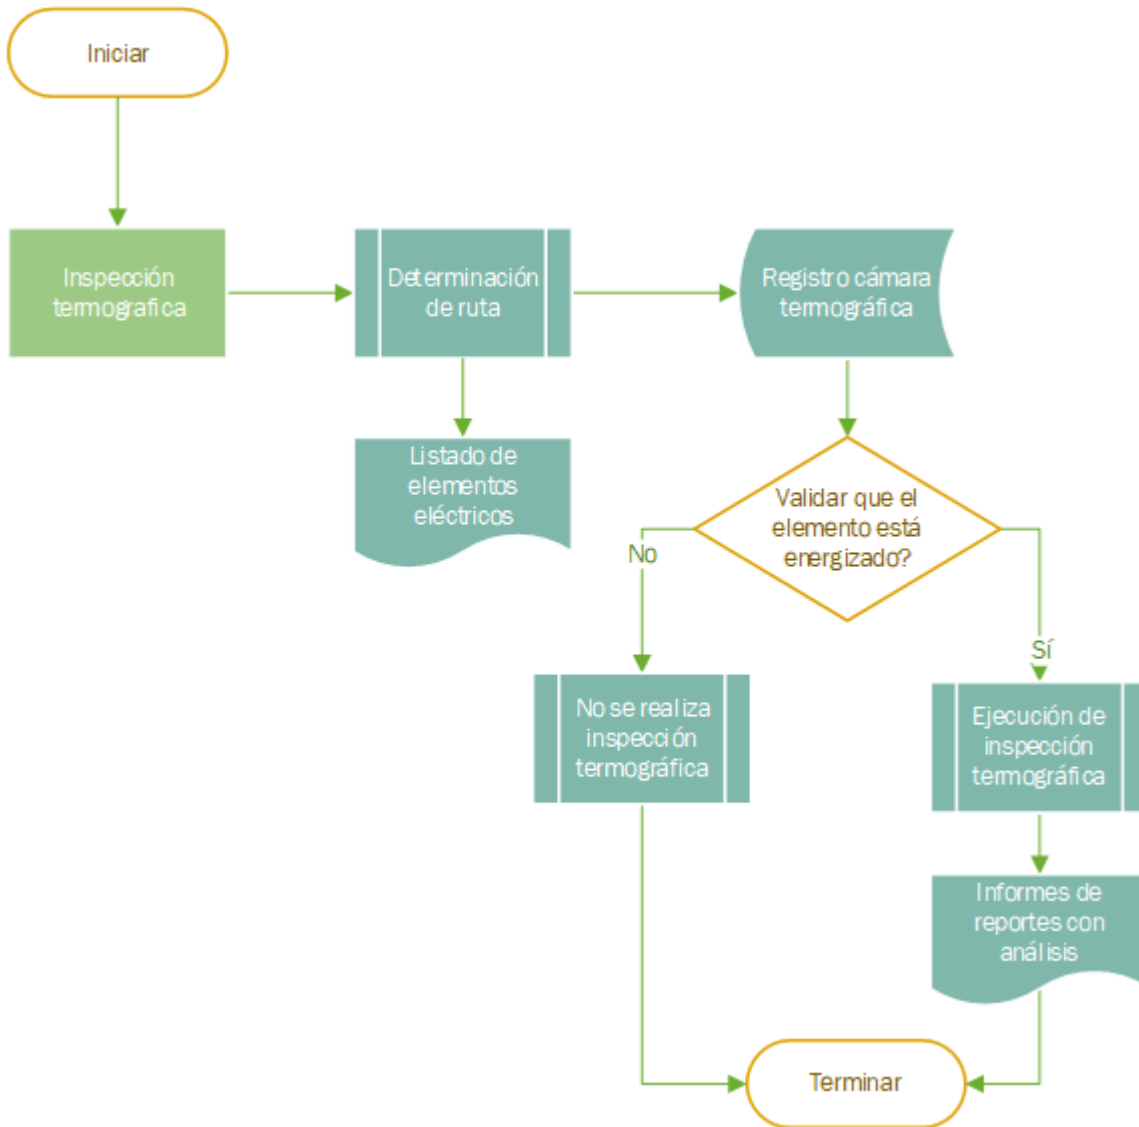 Iniciar
Inspección
termografica
Determinación
de ruta
Registro cámara
termográfica
Listado de
elementos
eléctricos
Validar que el
elemento está
energizado?
No
Sí
No se realiza
inspección
termográfica
Ejecución de
inspección
termográfica
Informes de
reportes con
análisis
Terminar